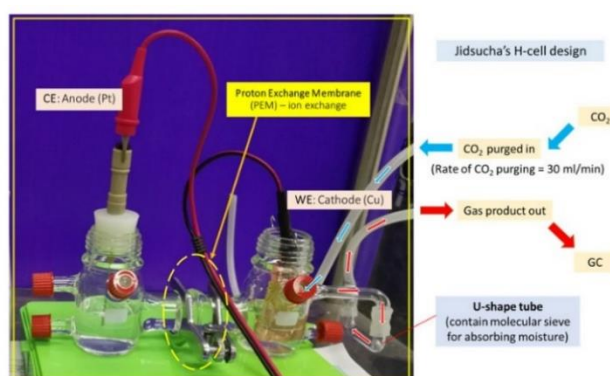 Jidsucha's H-cell design
CE: Anode (Pt)
Proton Exchange Membrane
(PEM) – ion exchange
CO₂
CO₂ purged in
(Rate of CO₂ purging = 30 ml/min)
WE: Cathode (Cu)
Gas product out
GC
U-shape tube
(contain molecular sieve
for absorbing moisture)